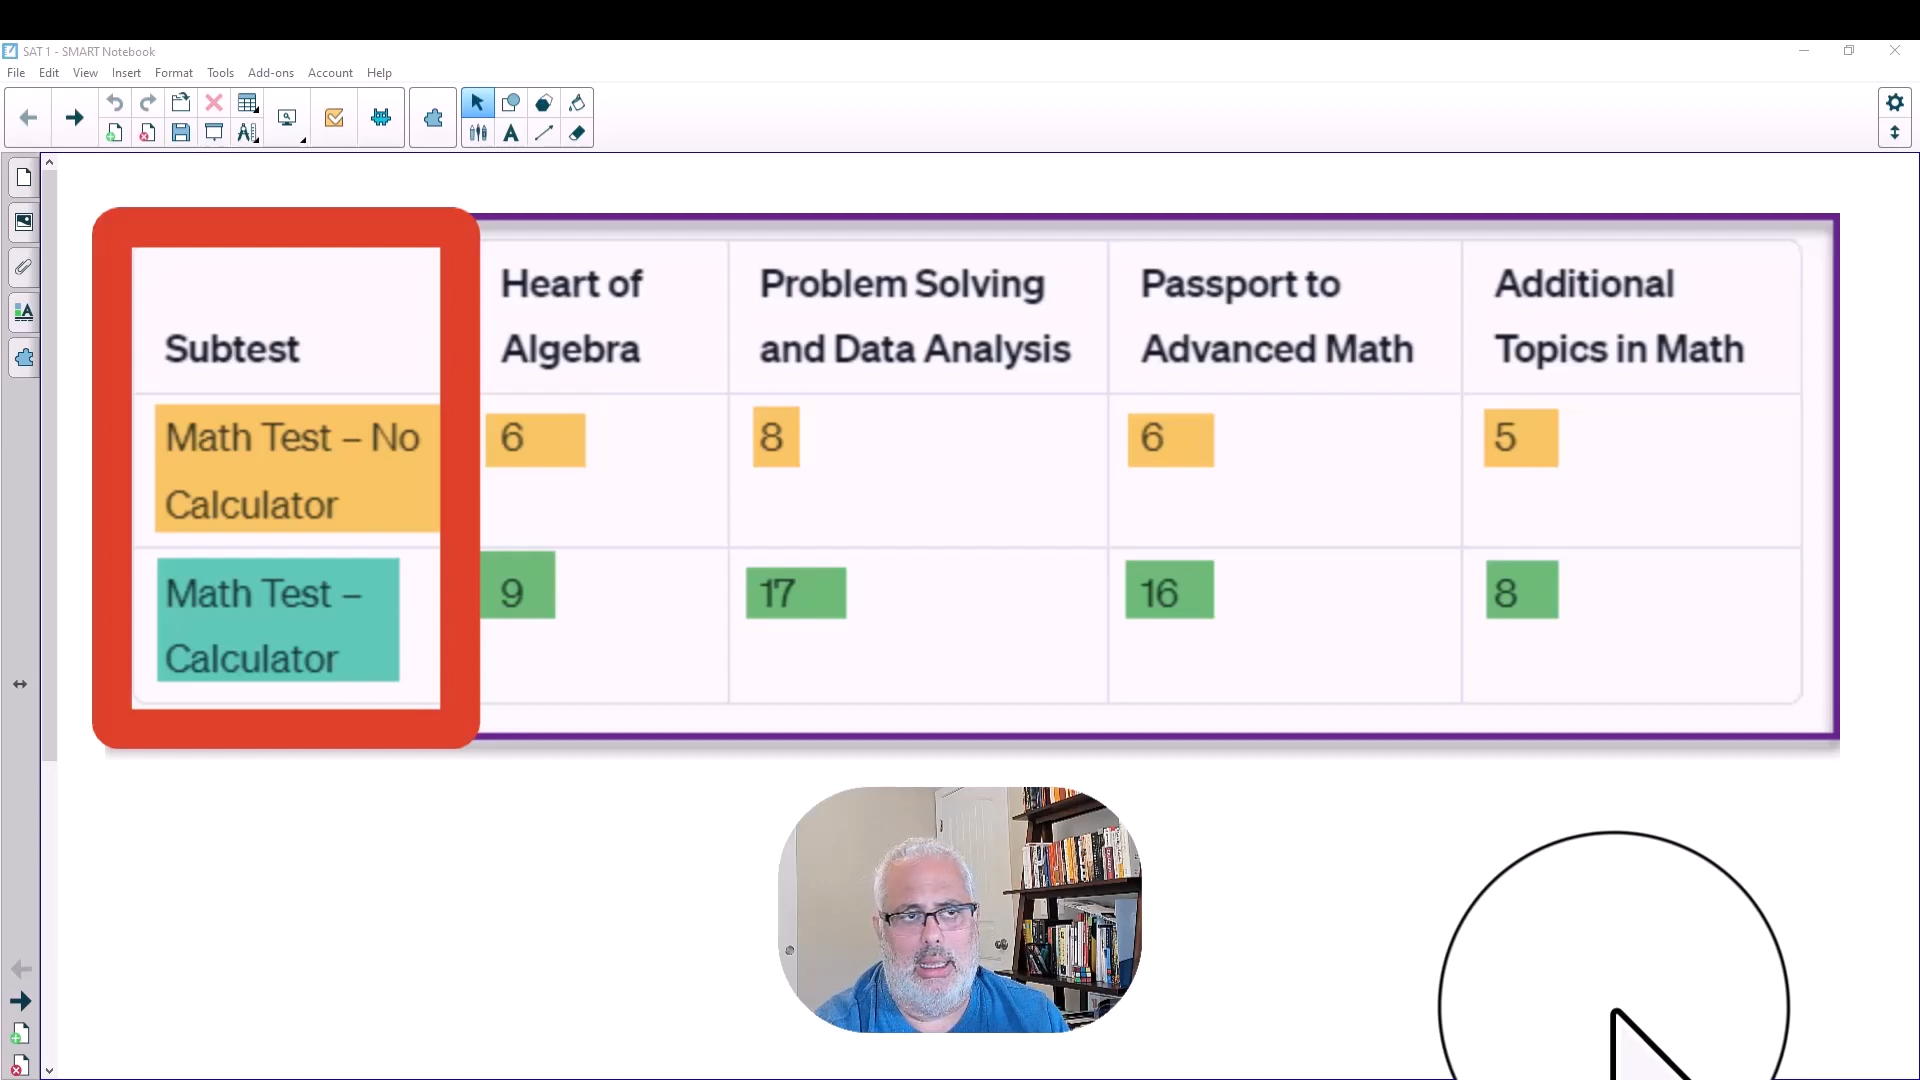 SAT 1 - SMART Notebook
File Edit View Insert Format Tools Add-ons Account Help
Subtest
Heart of
Algebra
Problem Solving
and Data Analysis
Passport to
Advanced Math
Additional
Topics in Math
Math Test – No
Calculator
6
8
6
5
Math Test –
Calculator
9
17
16
8